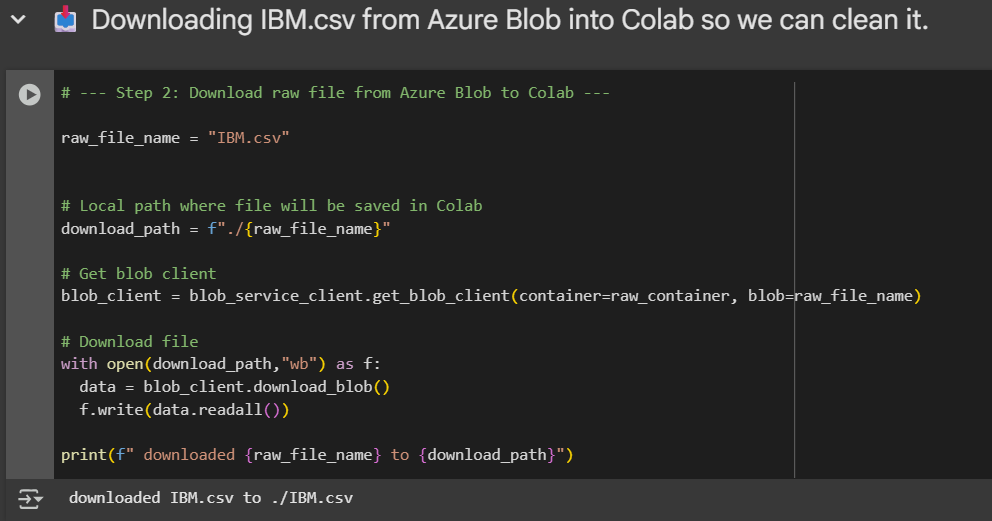 Downloading IBM.csv from Azure Blob into Colab so we can clean it.
# --- Step 2: Download raw file from Azure Blob to Colab ---
raw_file_name = "IBM.csv"
# Local path where file will be saved in Colab
download_path = f"./{raw_file_name}"
# Get blob client
blob_client = blob_service_client.get_blob_client(container=raw_container, blob=raw_file_name)
# Download file
with open(download_path,"wb") as f:
  data = blob_client.download_blob()
  f.write(data.readall())
print(f" downloaded {raw_file_name} to {download_path}")
downloaded IBM.csv to ./IBM.csv